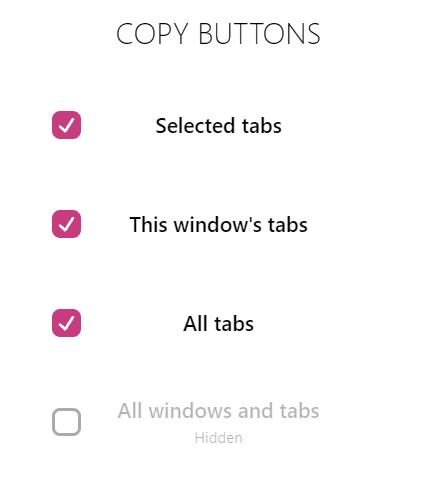 COPY BUTTONS
Selected tabs
This window's tabs
All tabs
All windows and tabs
Hidden